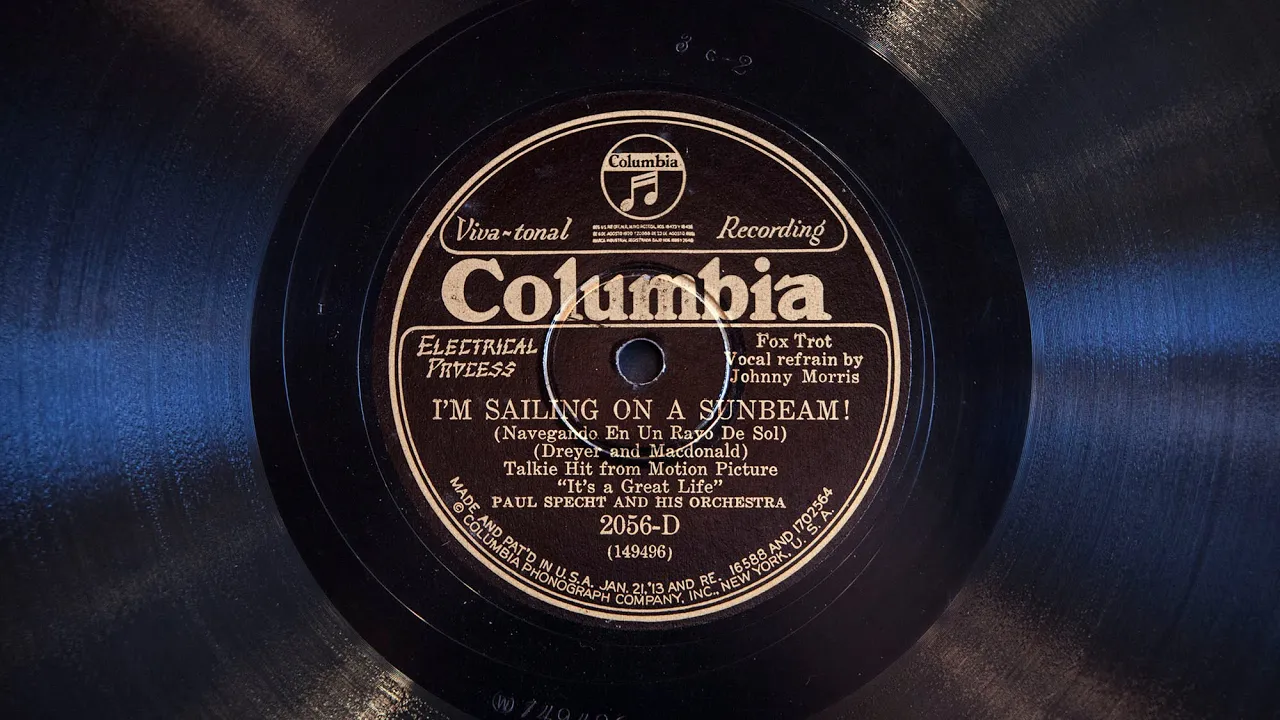 3 C-2
Columbia
Viva-tonal Recording
Columbia
ELECTRICAL
PROCESS
Fox Trot
Vocal refrain by
Johnny Morris
I'M SAILING ON A SUNBEAM!
(Navegando En Un Rayo De Sol)
(Dreyer and Macdonald)
Talkie Hit from Motion Picture
“It's a Great Life”
PAUL SPECHT AND HIS ORCHESTRA
2056-D
(149496)
MADE AND PAT'D IN U.S.A. JAN. 21,'13 AND RE 16588 AND 1702564
© COLUMBIA PHONOGRAPH COMPANY, INC., NEW YORK, U. S. A.
W 149496